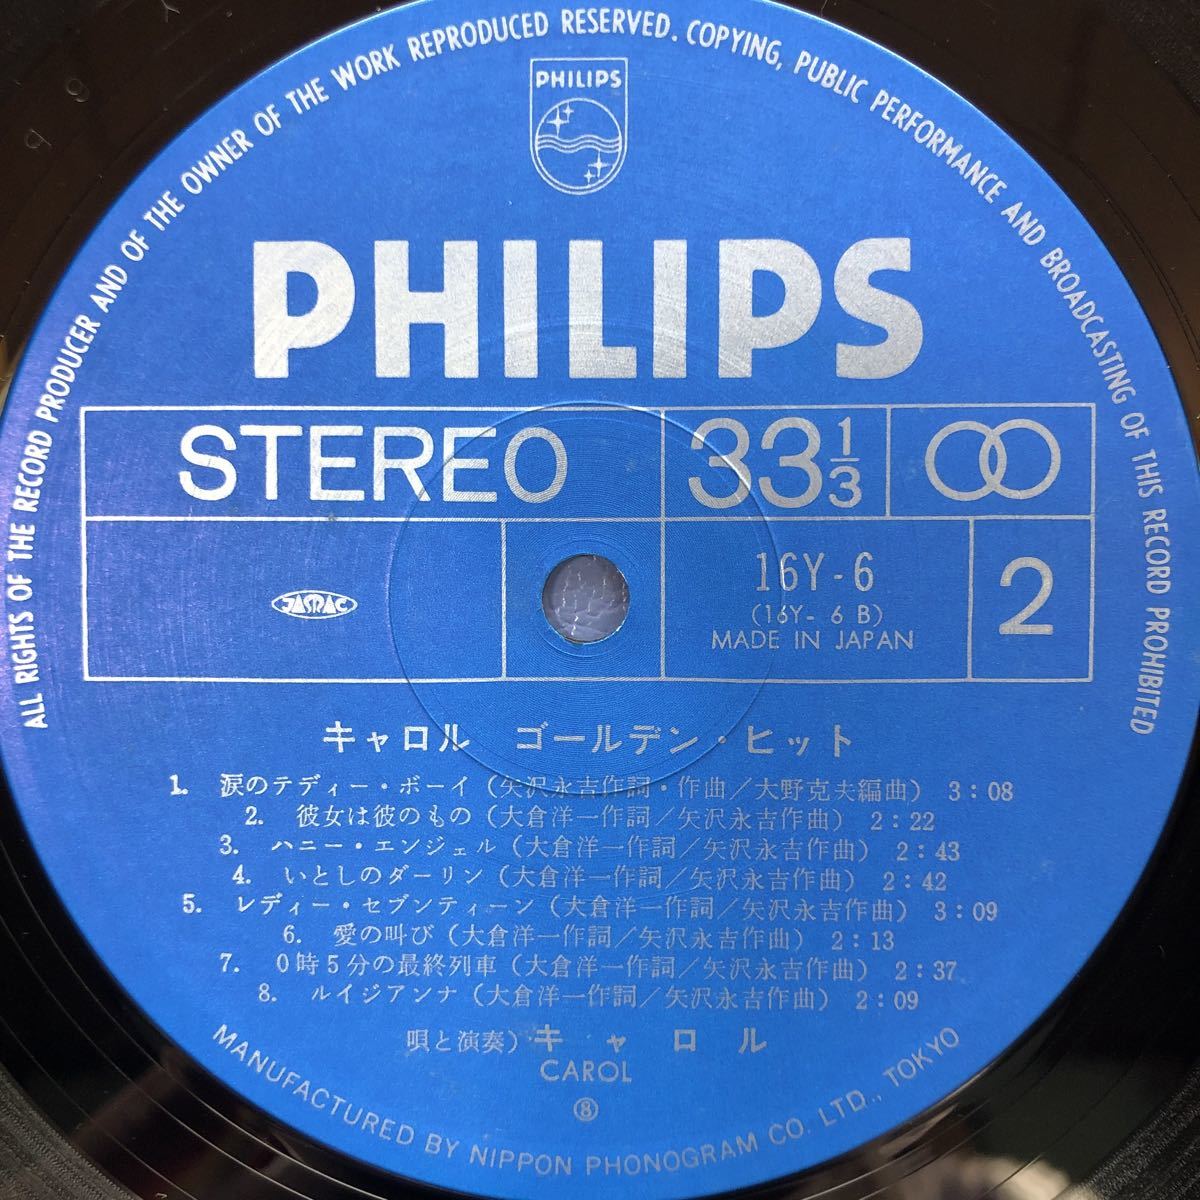 ALL RIGHTS OF THE RECORD PRODUCER AND OF THE OWNER OF THE WORK REPRODUCED RESERVED. COPYING, PUBLIC PERFORMANCE AND BROADCASTING OF THIS RECORD PROHIBITED
PHILIPS
PHILIPS
STEREO 33 1/3
JASRAC
16Y-6
(16Y- 6 B)
MADE IN JAPAN
2
キャロル ゴールデン・ヒット
1. 涙のテディー・ボーイ（矢沢永吉作詞・作曲／大野克夫編曲） 3:08
2. 彼女は彼のもの（大倉洋一作詞／矢沢永吉作曲） 2:22
3. ハニー・エンジェル（大倉洋一作詞／矢沢永吉作曲） 2:43
4. いとしのダーリン（大倉洋一作詞／矢沢永吉作曲） 2:42
5. レディー・セブンティーン（大倉洋一作詞／矢沢永吉作曲） 3:09
6. 愛の叫び（大倉洋一作詞／矢沢永吉作曲） 2:13
7. 0時5分の最終列車（大倉洋一作詞／矢沢永吉作曲） 2:37
8. ルイジアンナ（大倉洋一作詞／矢沢永吉作曲） 2:09
唄と演奏）キャロル
CAROL
⑧
MANUFACTURED BY NIPPON PHONOGRAM CO. LTD., TOKYO